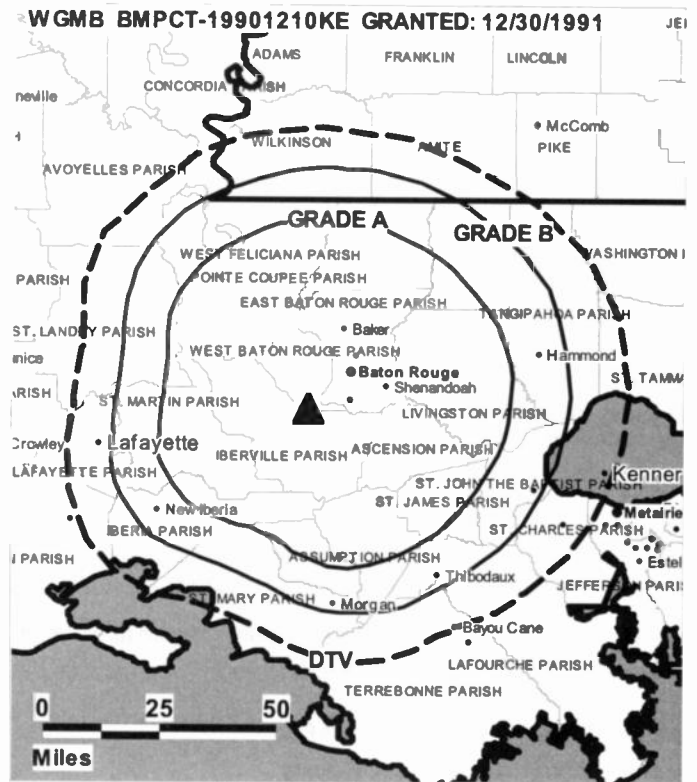 WGMB BMPCT-19901210KE GRANTED: 12/30/1991
ADAMS
FRANKLIN
LINCOLN
CONCORDIA PARISH
neville
McComb
PIKE
WILKINSON
AMITE
AVOYELLES PARISH
GRADE A
GRADE B
WEST FELICIANA PARISH
WASHINGTON
POINTE COUPEE PARISH
PARISH
EAST BATON ROUGE PARISH
TANGIPAHOA PARISH
ST. LANDRY PARISH
Baker
WEST BATON ROUGE PARISH
Hammond
nice
Baton Rouge
ST. TAMMA
Shenandoah
ARISH
ST. MARTIN PARISH
LIVINGSTON PARISH
Crowley
Lafayette
IBERVILLE PARISH
ASCENSION PARISH
LAFAYETTE PARISH
Kenner
ST. JOHN THE BAPTIST PARISH
ST. JAMES PARISH
New Iberia
Metairie
IBERIA PARISH
ST. CHARLES PARISH
N PARISH
ASSUMPTION PARISH
Estel
Thibodaux
JEFFERSON PARIS
ST. MARY PARISH
Morgan
Bayou Cane
DTV
LAFOURCHE PARISH
TERREBONNE PARISH
0 25 50
Miles